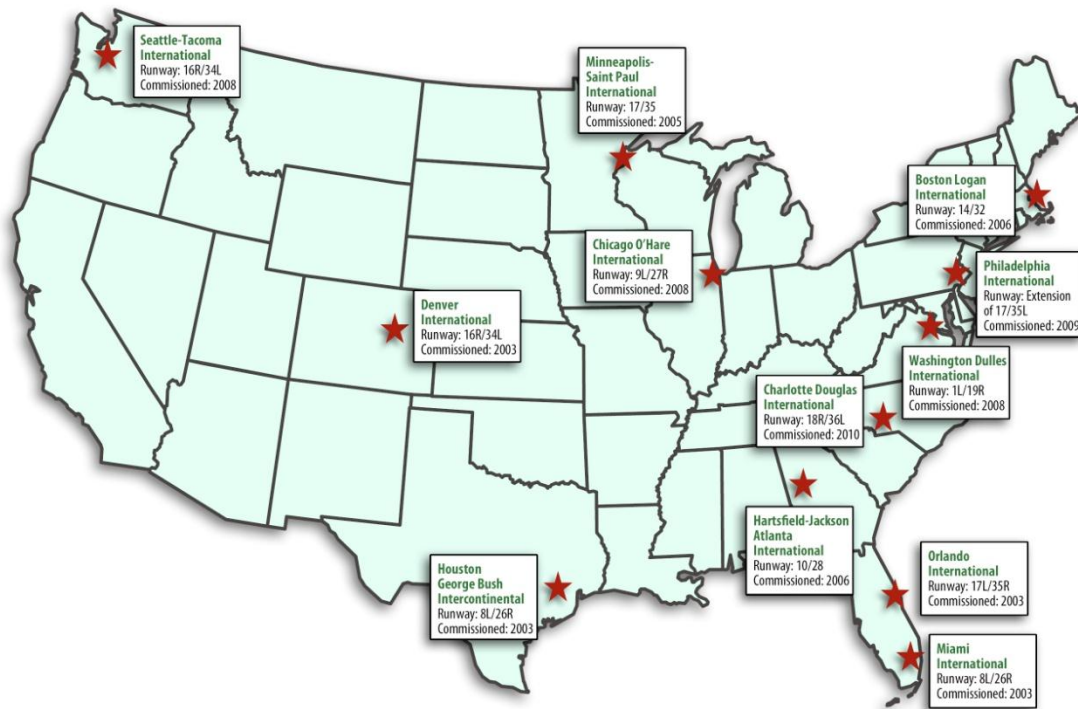 Seattle-Tacoma
International
Runway: 16R/34L
Commissioned: 2008
Minneapolis-
Saint Paul
International
Runway: 17/35
Commissioned: 2005
Boston Logan
International
Runway: 14/32
Commissioned: 2006
Chicago O’Hare
International
Runway: 9L/27R
Commissioned: 2008
Philadelphia
International
Runway: Extension
of 17/35L
Commissioned: 2009
Denver
International
Runway: 16R/34L
Commissioned: 2003
Washington Dulles
International
Runway: 1L/19R
Commissioned: 2008
Charlotte Douglas
International
Runway: 18R/36L
Commissioned: 2010
Hartsfield-Jackson
Atlanta
International
Runway: 10/28
Commissioned: 2006
Houston
George Bush
Intercontinental
Runway: 8L/26R
Commissioned: 2003
Orlando
International
Runway: 17L/35R
Commissioned: 2003
Miami
International
Runway: 8L/26R
Commissioned: 2003